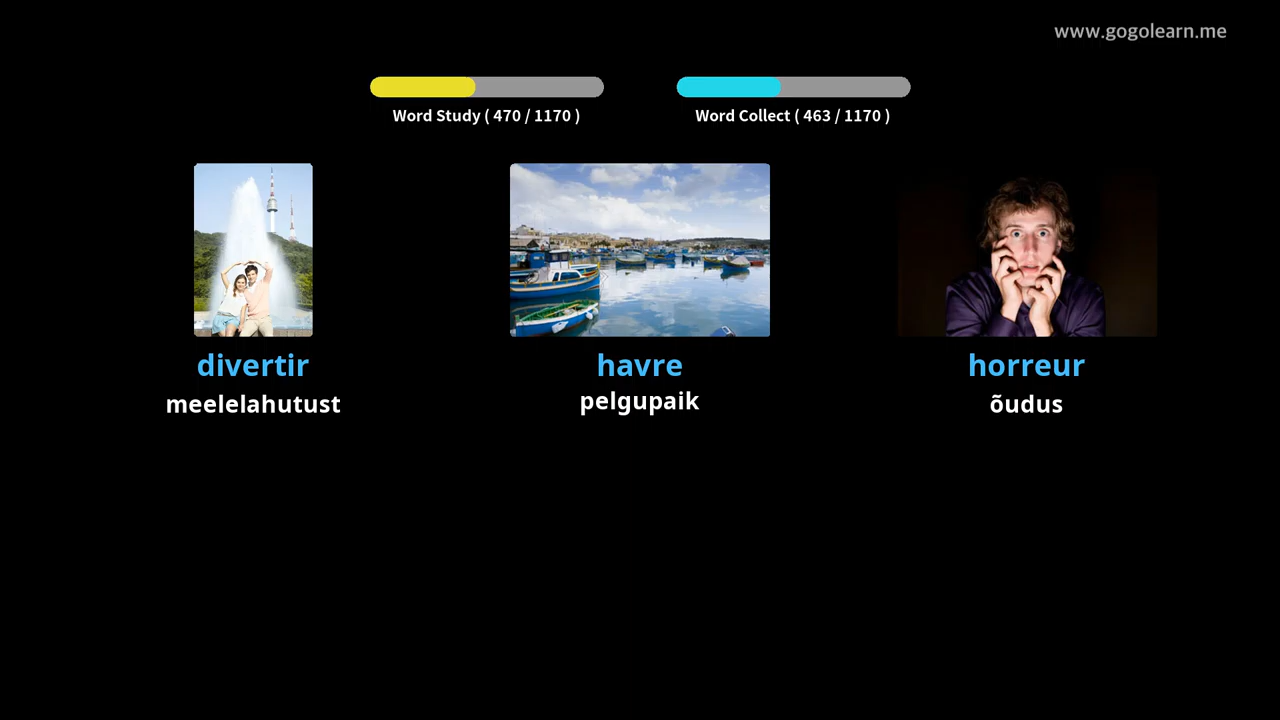 www.gogolearn.me
Word Study ( 470 / 1170 )
Word Collect ( 463 / 1170 )
divertir
meelelahutust
havre
pelgupaik
horreur
õudus